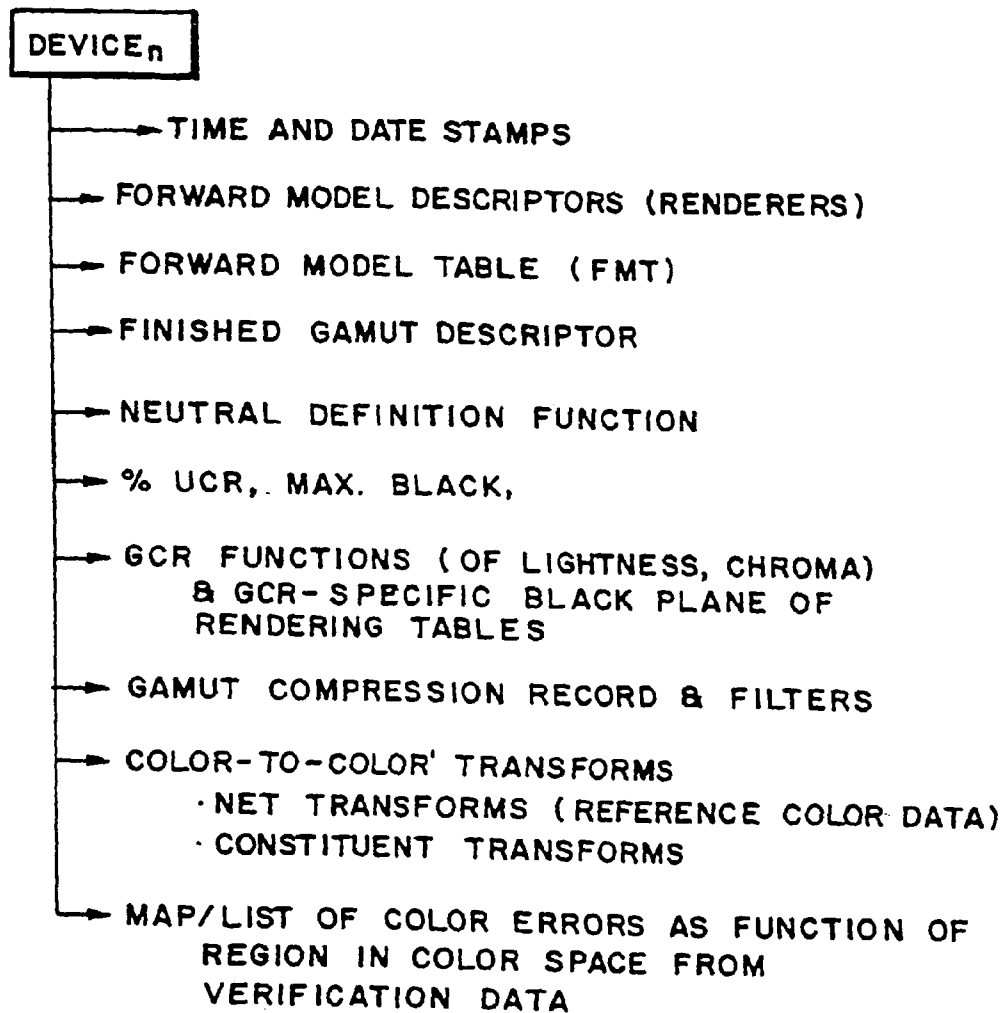 DEVICEn
TIME AND DATE STAMPS
FORWARD MODEL DESCRIPTORS (RENDERERS)
FORWARD MODEL TABLE (FMT)
FINISHED GAMUT DESCRIPTOR
NEUTRAL DEFINITION FUNCTION
% UCR, MAX. BLACK,
GCR FUNCTIONS (OF LIGHTNESS, CHROMA)
& GCR-SPECIFIC BLACK PLANE OF
RENDERING TABLES
GAMUT COMPRESSION RECORD & FILTERS
COLOR-TO-COLOR' TRANSFORMS
· NET TRANSFORMS (REFERENCE COLOR DATA)
· CONSTITUENT TRANSFORMS
MAP/LIST OF COLOR ERRORS AS FUNCTION OF
REGION IN COLOR SPACE FROM
VERIFICATION DATA